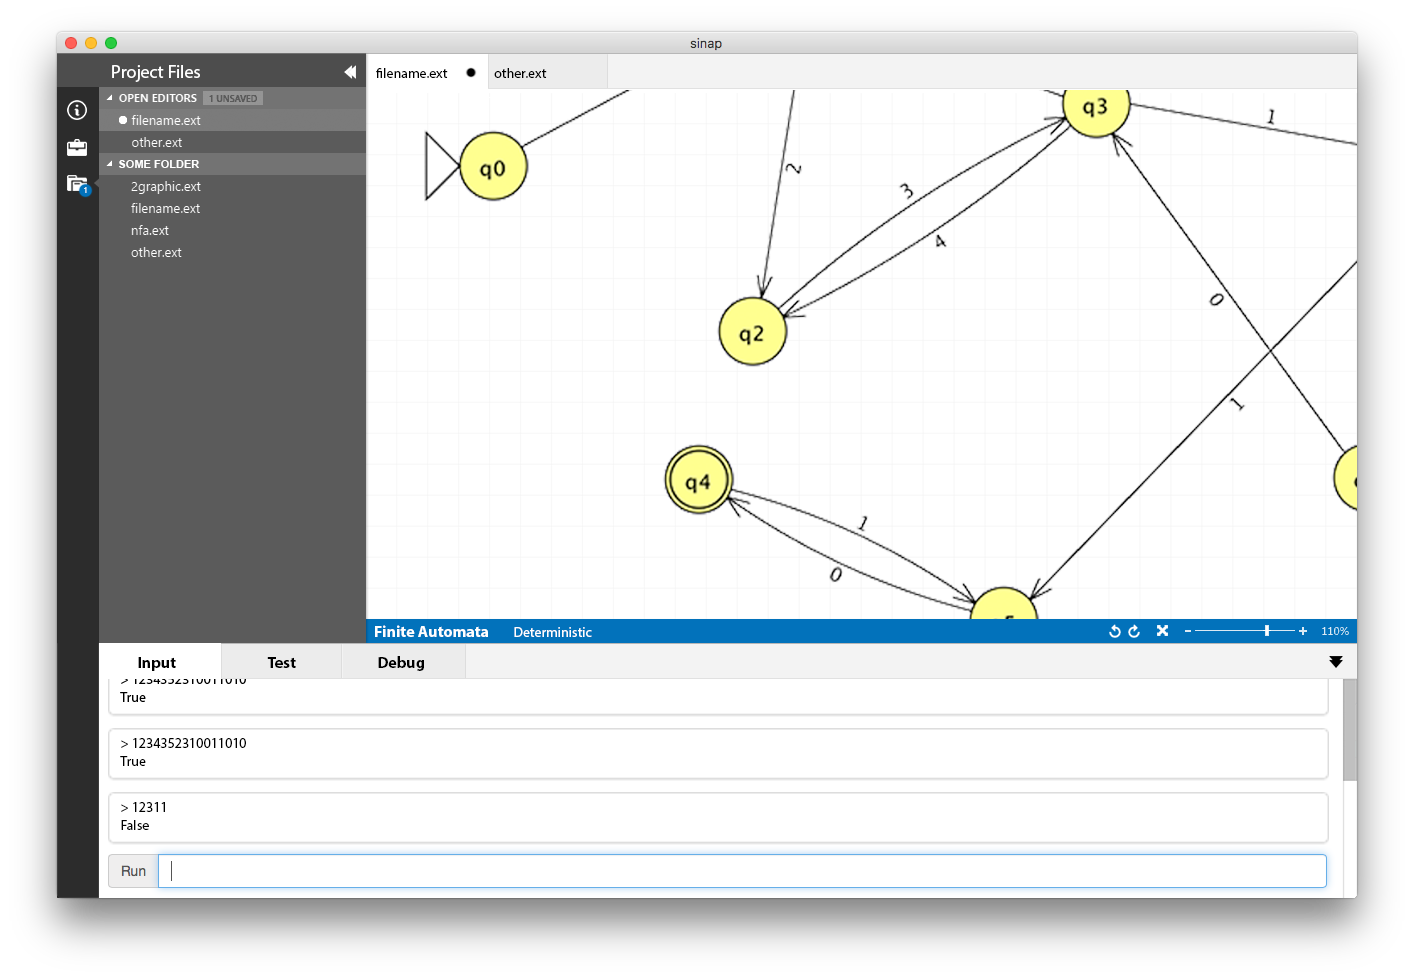 sinap
Project Files
filename.ext
other.ext
OPEN EDITORS 1 UNSAVED
filename.ext
other.ext
SOME FOLDER
2graphic.ext
filename.ext
nfa.ext
other.ext
1
q0
q3
1
2
3
4
q2
0
1
q4
1
0
Finite Automata Deterministic
110%
Input Test Debug
> 1234352310011010
True
> 1234352310011010
True
> 12311
False
Run